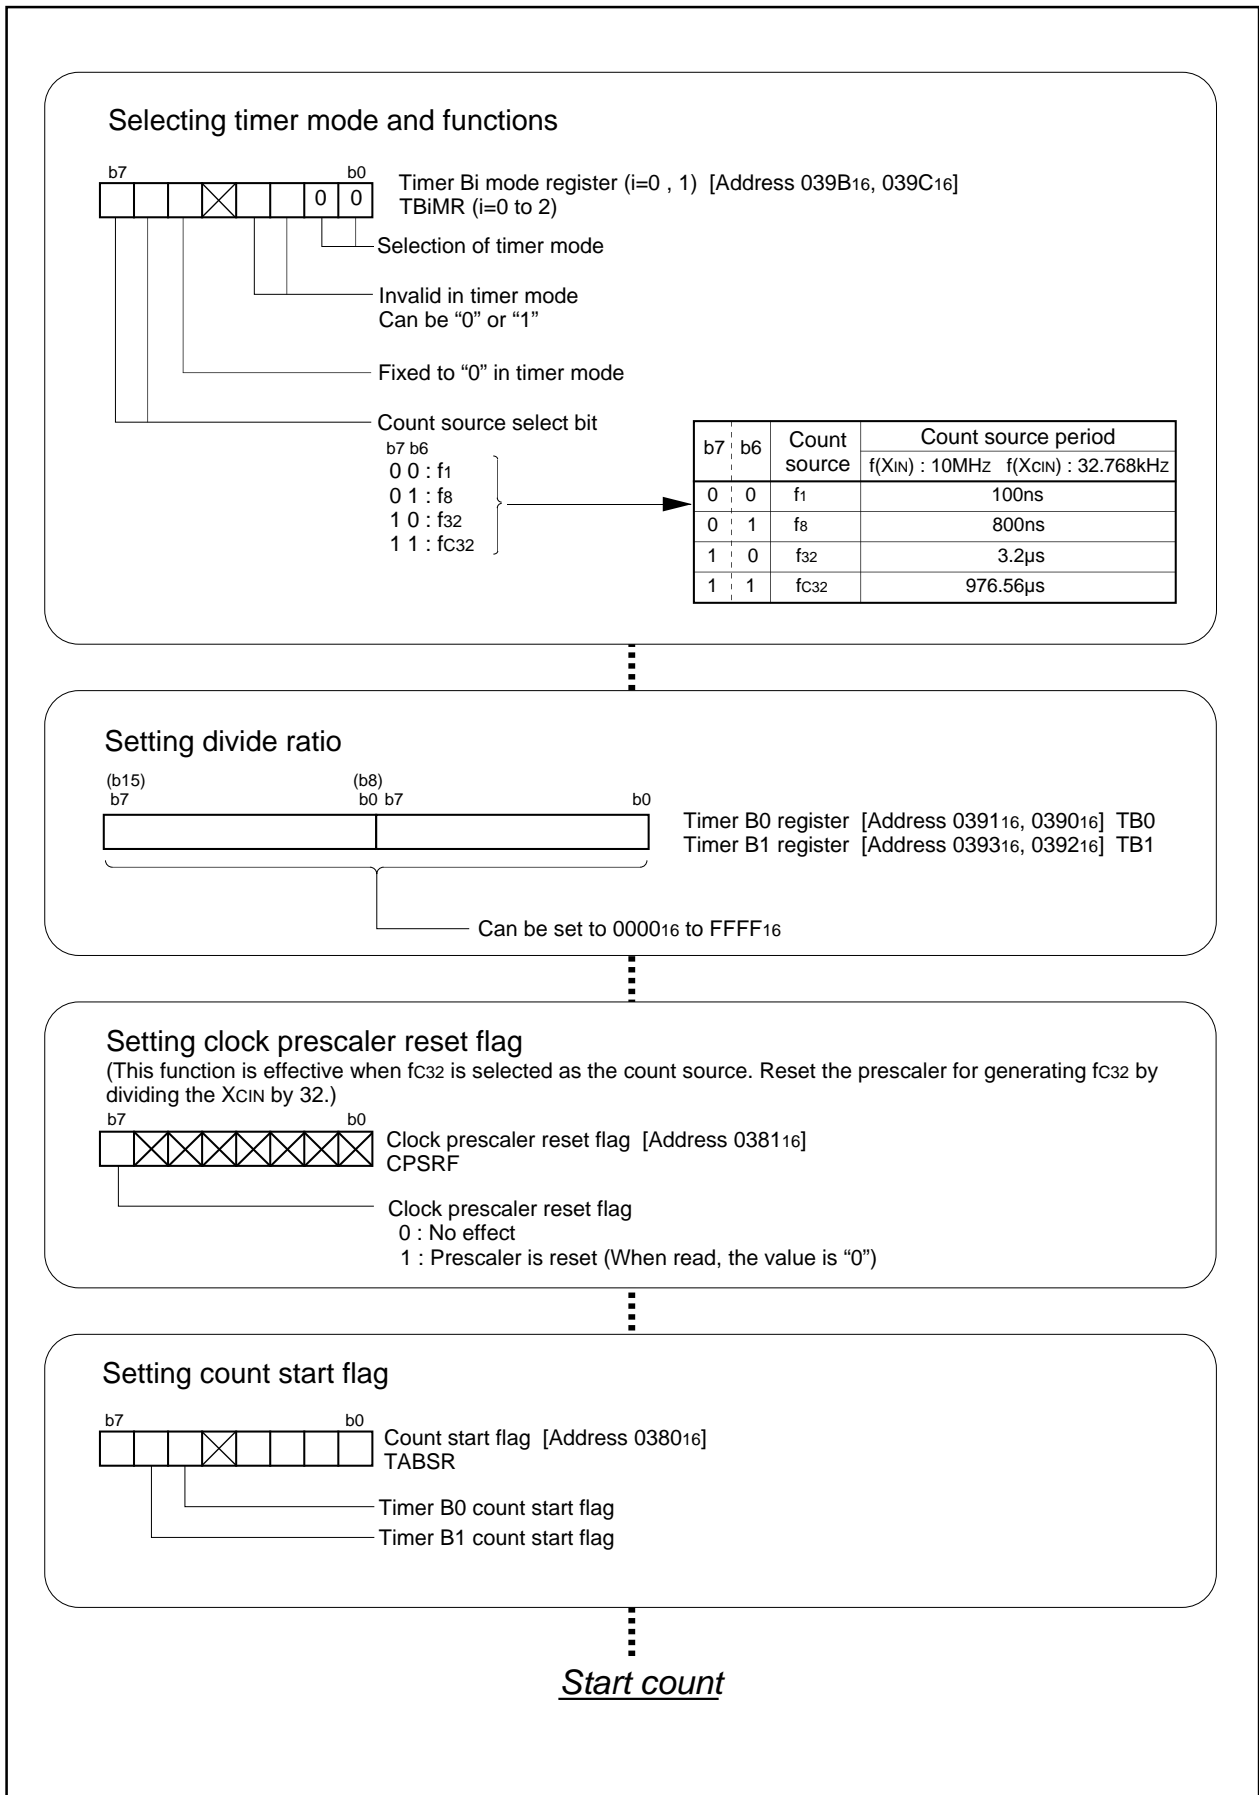 Selecting timer mode and functions
b7 b0
0 0
Timer Bi mode register (i=0 , 1) [Address 039B16, 039C16]
TBiMR (i=0 to 2)
Selection of timer mode
Invalid in timer mode
Can be “0” or “1”
Fixed to “0” in timer mode
Count source select bit
b7 b6
0 0 : f1
0 1 : f8
1 0 : f32
1 1 : fC32
b7 b6 Count source Count source period
f(XIN) : 10MHz f(XCIN) : 32.768kHz
0 0 f1 100ns
0 1 f8 800ns
1 0 f32 3.2µs
1 1 fC32 976.56µs
Setting divide ratio
(b15) (b8)
b7 b0 b7 b0
Timer B0 register [Address 039116, 039016] TB0
Timer B1 register [Address 039316, 039216] TB1
Can be set to 000016 to FFFF16
Setting clock prescaler reset flag
(This function is effective when fC32 is selected as the count source. Reset the prescaler for generating fC32 by
dividing the XCIN by 32.)
b7 b0
Clock prescaler reset flag [Address 038116]
CPSRF
Clock prescaler reset flag
0 : No effect
1 : Prescaler is reset (When read, the value is “0”)
Setting count start flag
b7 b0
Count start flag [Address 038016]
TABSR
Timer B0 count start flag
Timer B1 count start flag
Start count